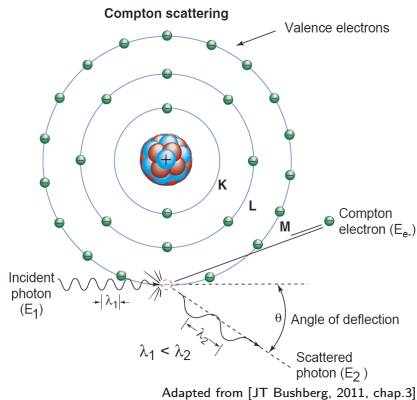 Compton scattering
Valence electrons
+
K
L
M
Compton
electron (Ee-)
Incident
photon
(E1)
λ1
λ2
θ
Angle of deflection
λ1 < λ2
Scattered
photon (E2 )
Adapted from [JT Bushberg, 2011, chap.3]